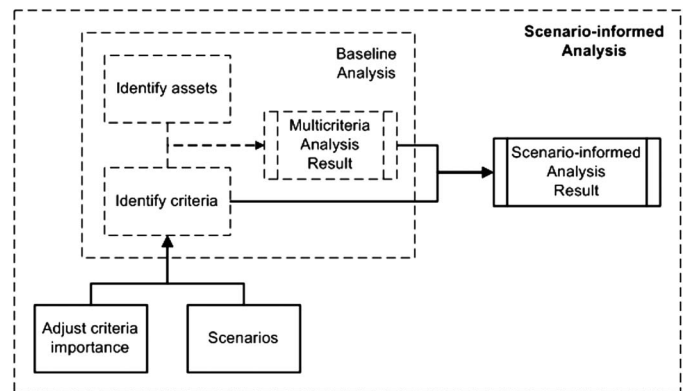 Scenario-informed
Analysis
Baseline
Analysis
Identify assets
Multicriteria
Analysis
Result
Scenario-informed
Analysis
Result
Identify criteria
Adjust criteria
importance
Scenarios